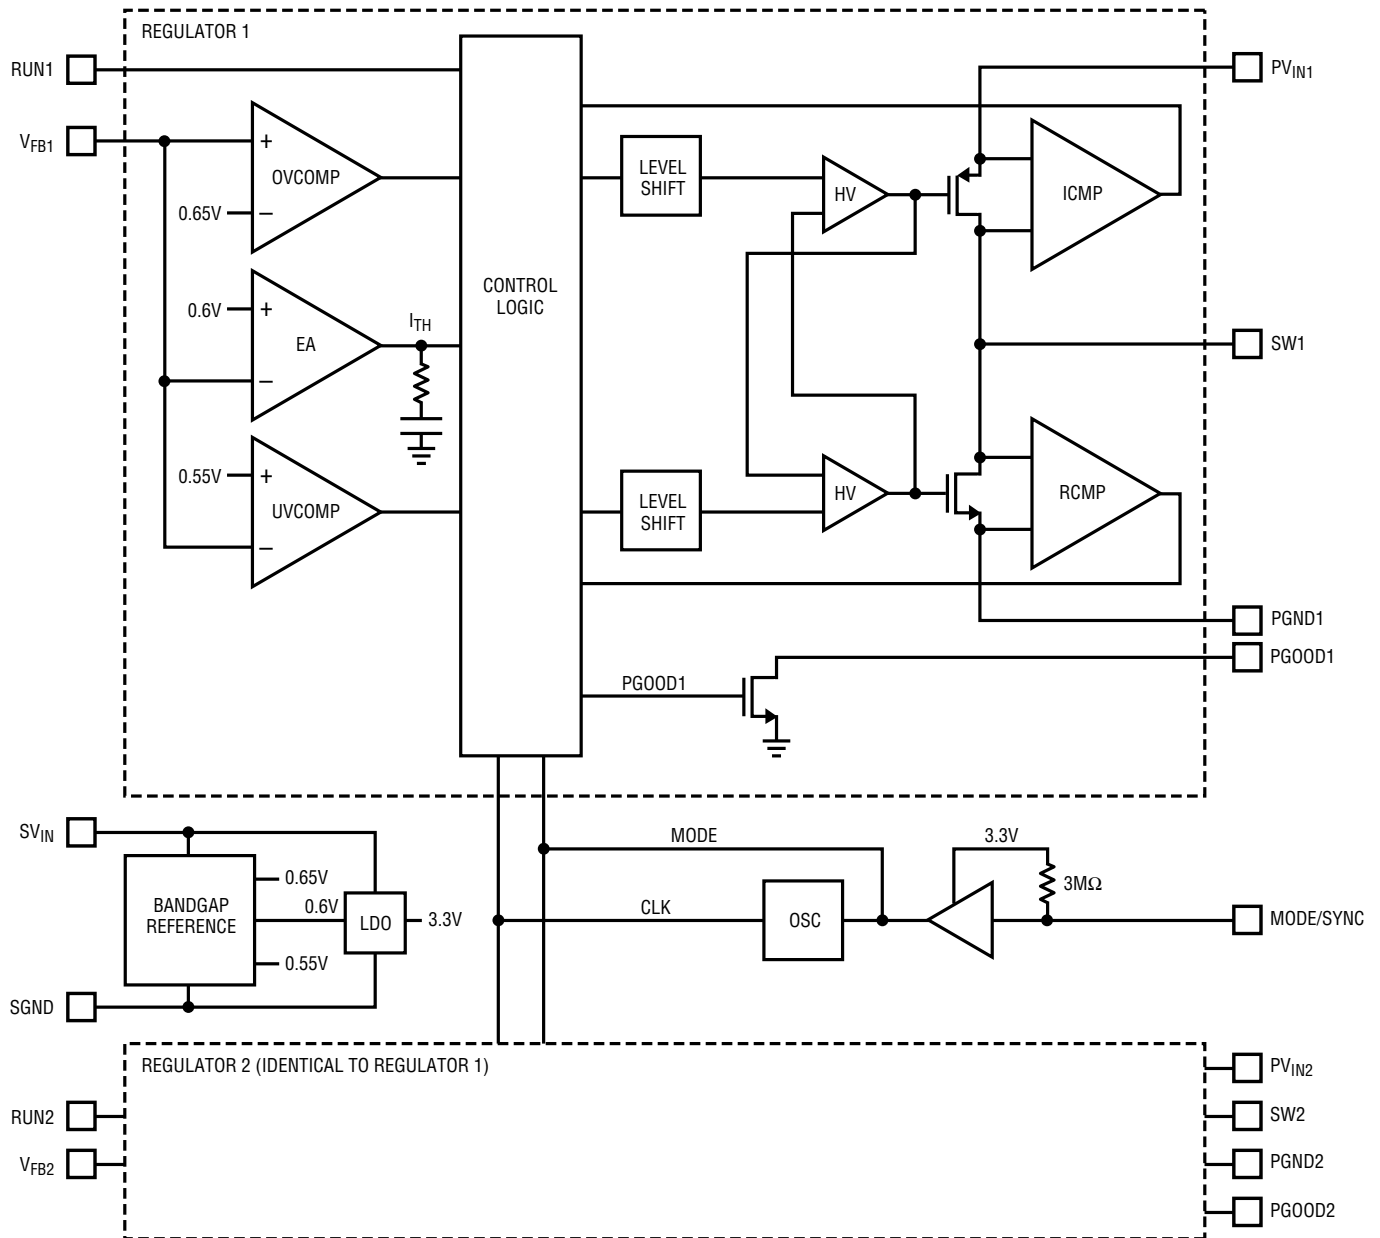 REGULATOR 1
RUN1
PVIN1
VFB1
+
OVCOMP
0.65V
–
LEVEL
SHIFT
HV
ICMP
CONTROL
LOGIC
0.6V
+
EA
–
ITH
SW1
0.55V
+
UVCOMP
–
LEVEL
SHIFT
HV
RCMP
PGND1
PGOOD1
PGOOD1
SVIN
BANDGAP
REFERENCE
0.65V
0.6V
0.55V
LDO
3.3V
SGND
MODE
CLK
OSC
3.3V
3MΩ
MODE/SYNC
REGULATOR 2 (IDENTICAL TO REGULATOR 1)
RUN2
VFB2
PVIN2
SW2
PGND2
PGOOD2